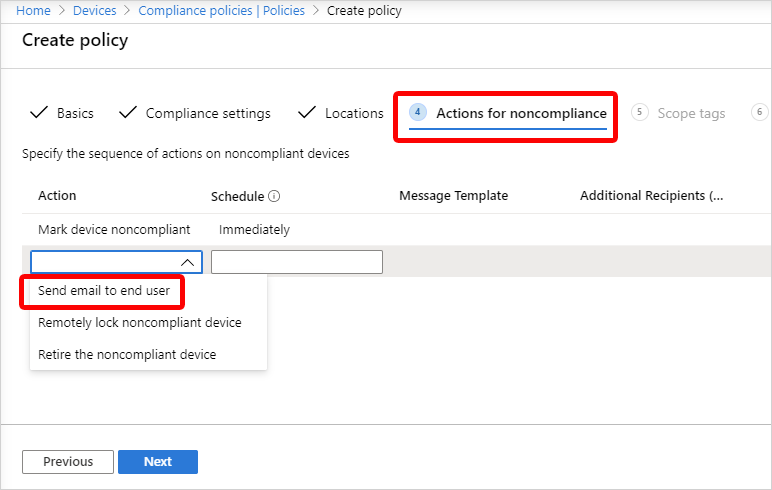 Home > Devices > Compliance policies | Policies > Create policy
Create policy
Basics Compliance settings Locations 4 Actions for noncompliance 5 Scope tags 6
Specify the sequence of actions on noncompliant devices
Action Schedule Message Template Additional Recipients (...
Mark device noncompliant Immediately
Send email to end user
Remotely lock noncompliant device
Retire the noncompliant device
Previous Next